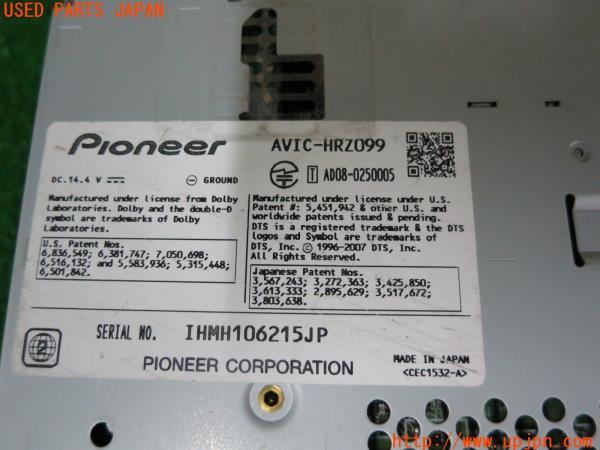 USED PARTS JAPAN
Pioneer
AVIC-HRZ099
DC.14.4 V
GROUND
T AD08-0250005
Manufactured under license from Dolby
Laboratories. Dolby and the double-D
symbol are trademarks of Dolby
Laboratories.
U.S. Patent Nos.
6,836,549; 6,381,747; 7,050,698;
6,516,132; and 5,583,936; 5,315,448;
6,501,842.
Manufactured under license under U.S.
Patent #: 5,451,942 & other U.S. and
worldwide patents issued & pending.
DTS is a registered trademark & the DTS
logos and Symbol are trademarks of
DTS, Inc. © 1996-2007 DTS, Inc.
All Rights Reserved.
Japanese Patent Nos.
3,567,243; 3,272,363; 3,425,850;
3,613,333; 2,895,629; 3,517,672;
3,803,638.
2
SERIAL NO. IHMH106215JP
PIONEER CORPORATION
MADE IN JAPAN
<CEC1532-A>
http://www.upjpn.com